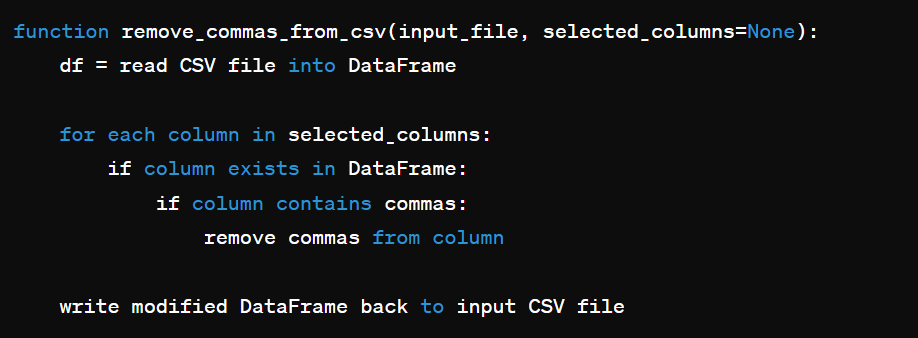 function remove_commas_from_csv(input_file, selected_columns=None):
    df = read CSV file into DataFrame
    for each column in selected_columns:
        if column exists in DataFrame:
            if column contains commas:
                remove commas from column
    write modified DataFrame back to input CSV file